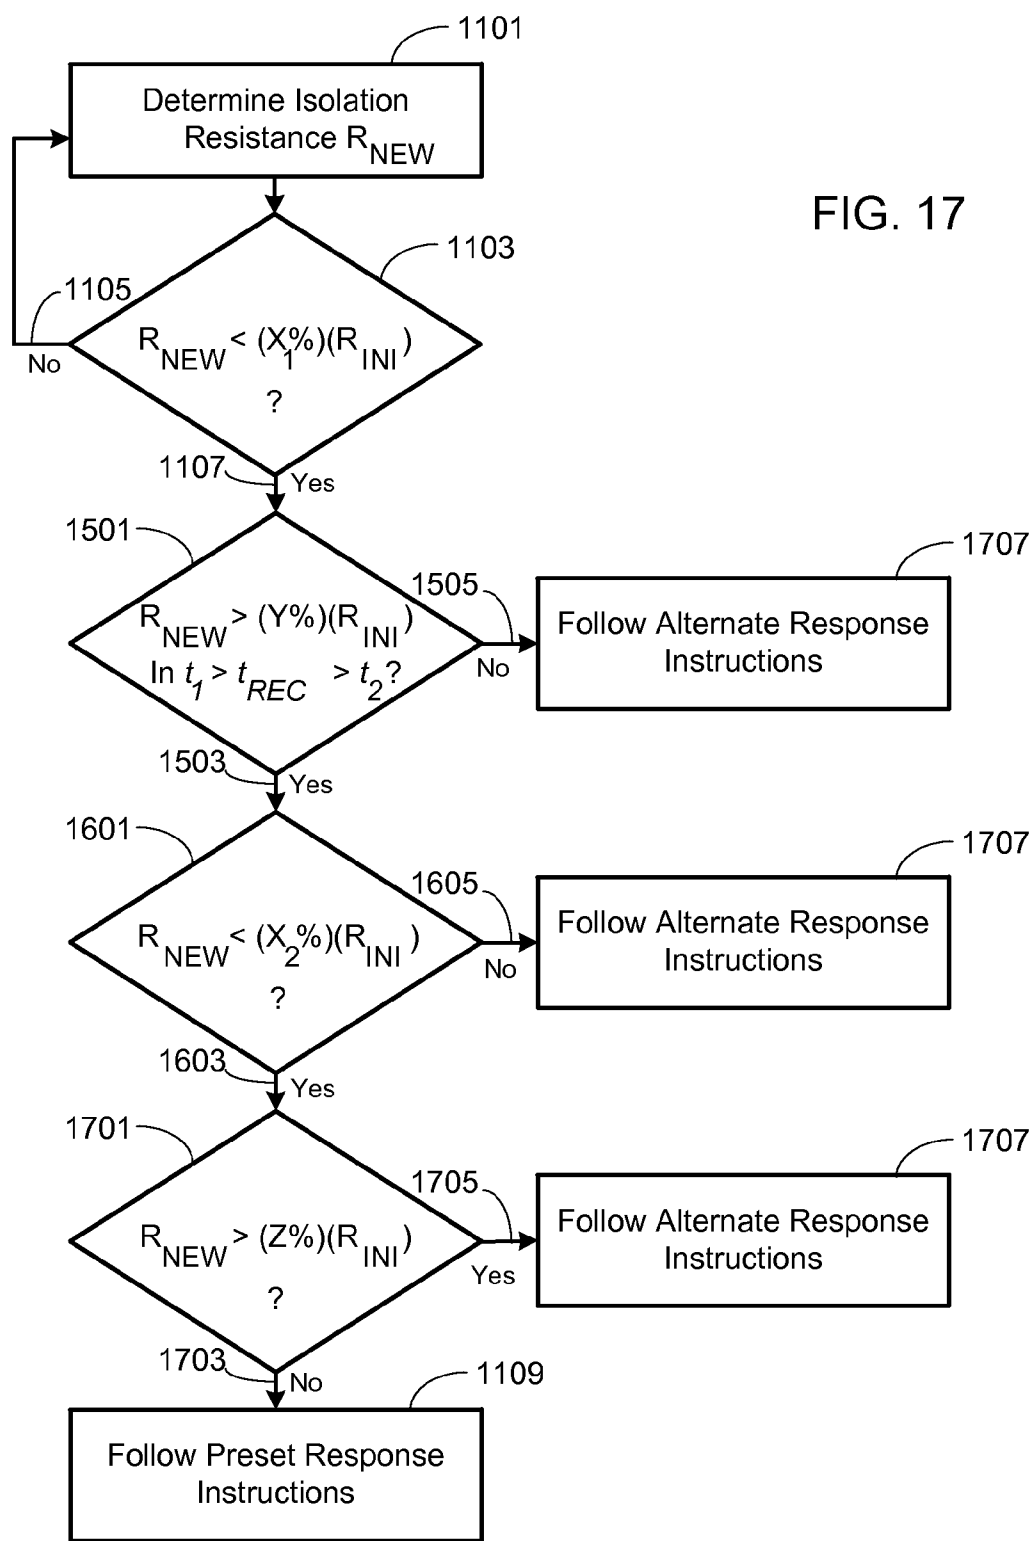 1101
Determine Isolation
Resistance R_NEW
FIG. 17
1103
1105
No
R_NEW < (X_1%)(R_INI)
?
1107
Yes
1501
1707
1505
R_NEW > (Y%)(R_INI)
In t_1 > t_REC > t_2?
No
Follow Alternate Response
Instructions
1503
Yes
1601
1707
1605
R_NEW < (X_2%)(R_INI)
?
No
Follow Alternate Response
Instructions
1603
Yes
1701
1707
1705
R_NEW > (Z%)(R_INI)
?
Yes
Follow Alternate Response
Instructions
1703
No
1109
Follow Preset Response
Instructions